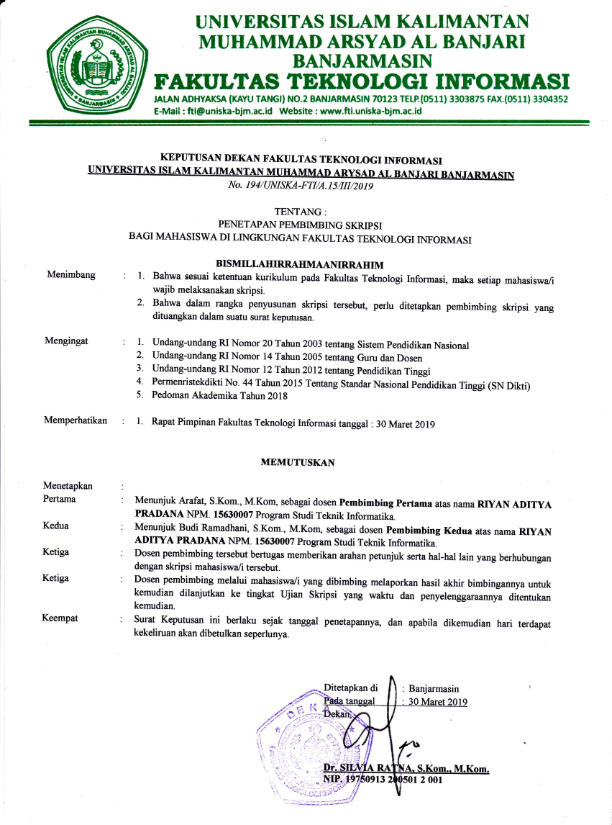 UNIVERSITAS ISLAM KALIMANTAN
MUHAMMAD ARSYAD AL BANJARI
BANJARMASIN
FAKULTAS TEKNOLOGI INFORMASI
JALAN ADHYAKSA (KAYU TANGI) NO.2 BANJARMASIN 70123 TELP.(0511) 3303875 FAX.(0511) 3304352
E-Mail : fti@uniska-bjm.ac.id Website : www.fti.uniska-bjm.ac.id
KEPUTUSAN DEKAN FAKULTAS TEKNOLOGI INFORMASI
UNIVERSITAS ISLAM KALIMANTAN MUHAMMAD ARYSAD AL BANJARI BANJARMASIN
No. 194/UNISKA-FTI/A.15/III/2019
TENTANG :
PENETAPAN PEMBIMBING SKRIPSI
BAGI MAHASISWA DI LINGKUNGAN FAKULTAS TEKNOLOGI INFORMASI
BISMILLAHIRRAHMAANIRRAHIM
Menimbang : 1. Bahwa sesuai ketentuan kurikulum pada Fakultas Teknologi Informasi, maka setiap mahasiswa/i
wajib melaksanakan skripsi.
2. Bahwa dalam rangka penyusunan skripsi tersebut, perlu ditetapkan pembimbing skripsi yang
dituangkan dalam suatu surat keputusan.
Mengingat : 1. Undang-undang RI Nomor 20 Tahun 2003 tentang Sistem Pendidikan Nasional
2. Undang-undang RI Nomor 14 Tahun 2005 tentang Guru dan Dosen
3. Undang-undang RI Nomor 12 Tahun 2012 tentang Pendidikan Tinggi
4. Permenristekdikti No. 44 Tahun 2015 Tentang Standar Nasional Pendidikan Tinggi (SN Dikti)
5. Pedoman Akademika Tahun 2018
Memperhatikan : 1. Rapat Pimpinan Fakultas Teknologi Informasi tanggal : 30 Maret 2019
MEMUTUSKAN
Menetapkan :
Pertama : Menunjuk Arafat, S.Kom., M.Kom, sebagai dosen Pembimbing Pertama atas nama RIYAN ADITYA
PRADANA NPM. 15630007 Program Studi Teknik Informatika.
Kedua : Menunjuk Budi Ramadhani, S.Kom., M.Kom, sebagai dosen Pembimbing Kedua atas nama RIYAN
ADITYA PRADANA NPM. 15630007 Program Studi Teknik Informatika.
Ketiga : Dosen pembimbing tersebut bertugas memberikan arahan petunjuk serta hal-hal lain yang berhubungan
dengan skripsi mahasiswa/i tersebut.
Ketiga : Dosen pembimbing melalui mahasiswa/i yang dibimbing melaporkan hasil akhir bimbingannya untuk
kemudian dilanjutkan ke tingkat Ujian Skripsi yang waktu dan penyelenggaraannya ditentukan
kemudian.
Keempat : Surat Keputusan ini berlaku sejak tanggal penetapannya, dan apabila dikemudian hari terdapat
kekeliruan akan dibetulkan seperlunya.
Ditetapkan di : Banjarmasin
Pada tanggal : 30 Maret 2019
Dekan,
DEKAN
Dr. SILVIA RATNA, S.Kom., M.Kom.
NIP. 19750913 200501 2 001